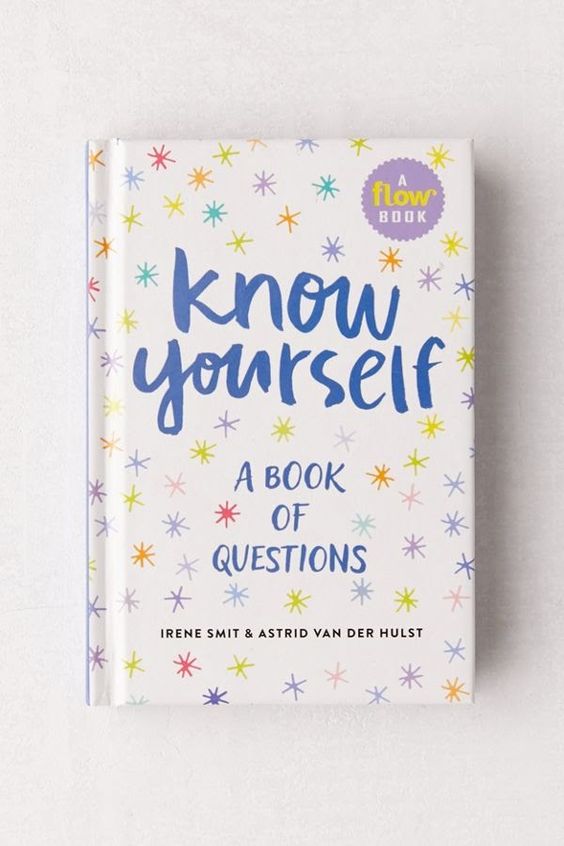 A
flow
BOOK
know
yourself
A BOOK
OF
QUESTIONS
IRENE SMIT & ASTRID VAN DER HULST